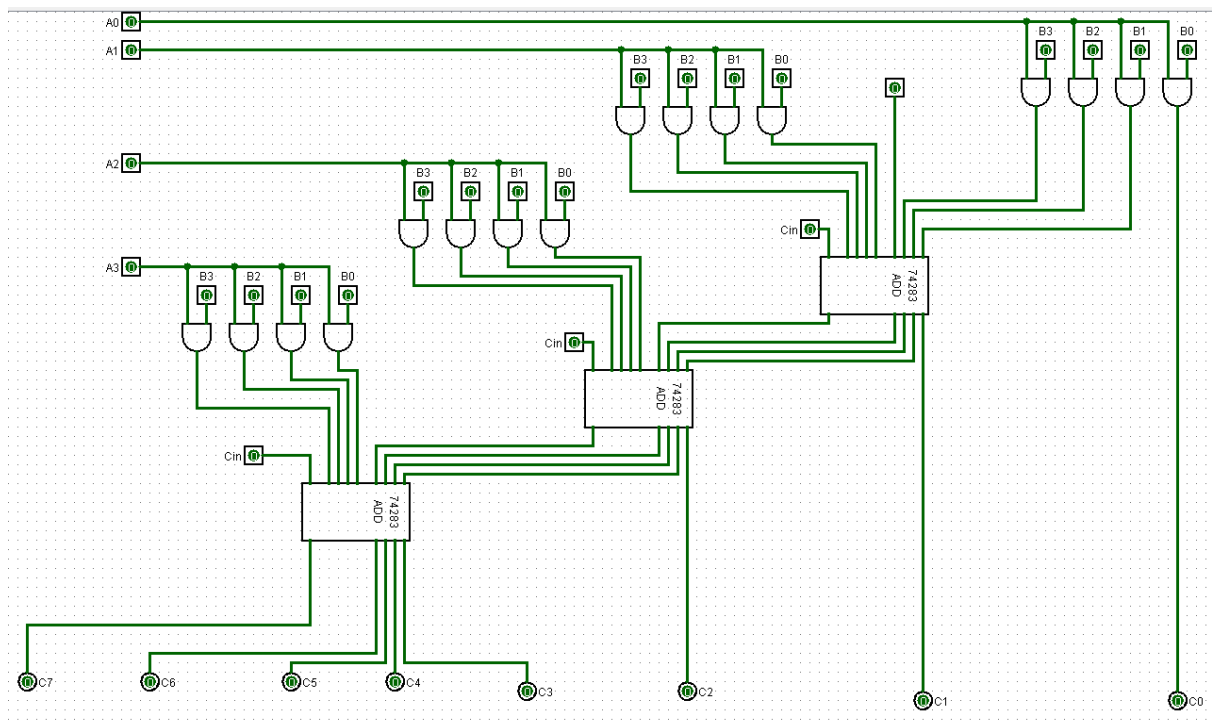 A0
A1
B3 B2 B1 B0
B3 B2 B1 B0
A2
B3 B2 B1 B0
Cin
A3
B3 B2 B1 B0
74283
ADD
Cin
74283
ADD
Cin
74283
ADD
C7
C6
C5
C4
C3
C2
C1
C0